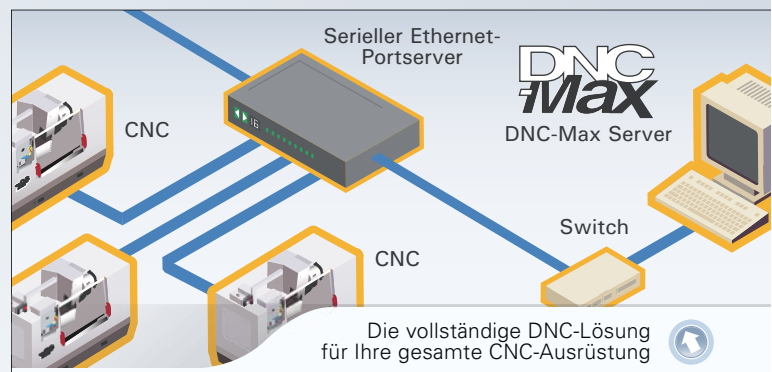 Serieller Ethernet-
Portserver
DNC
-Max
DNC-Max Server
16
CNC
Switch
CNC
Die vollständige DNC-Lösung
für Ihre gesamte CNC-Ausrüstung